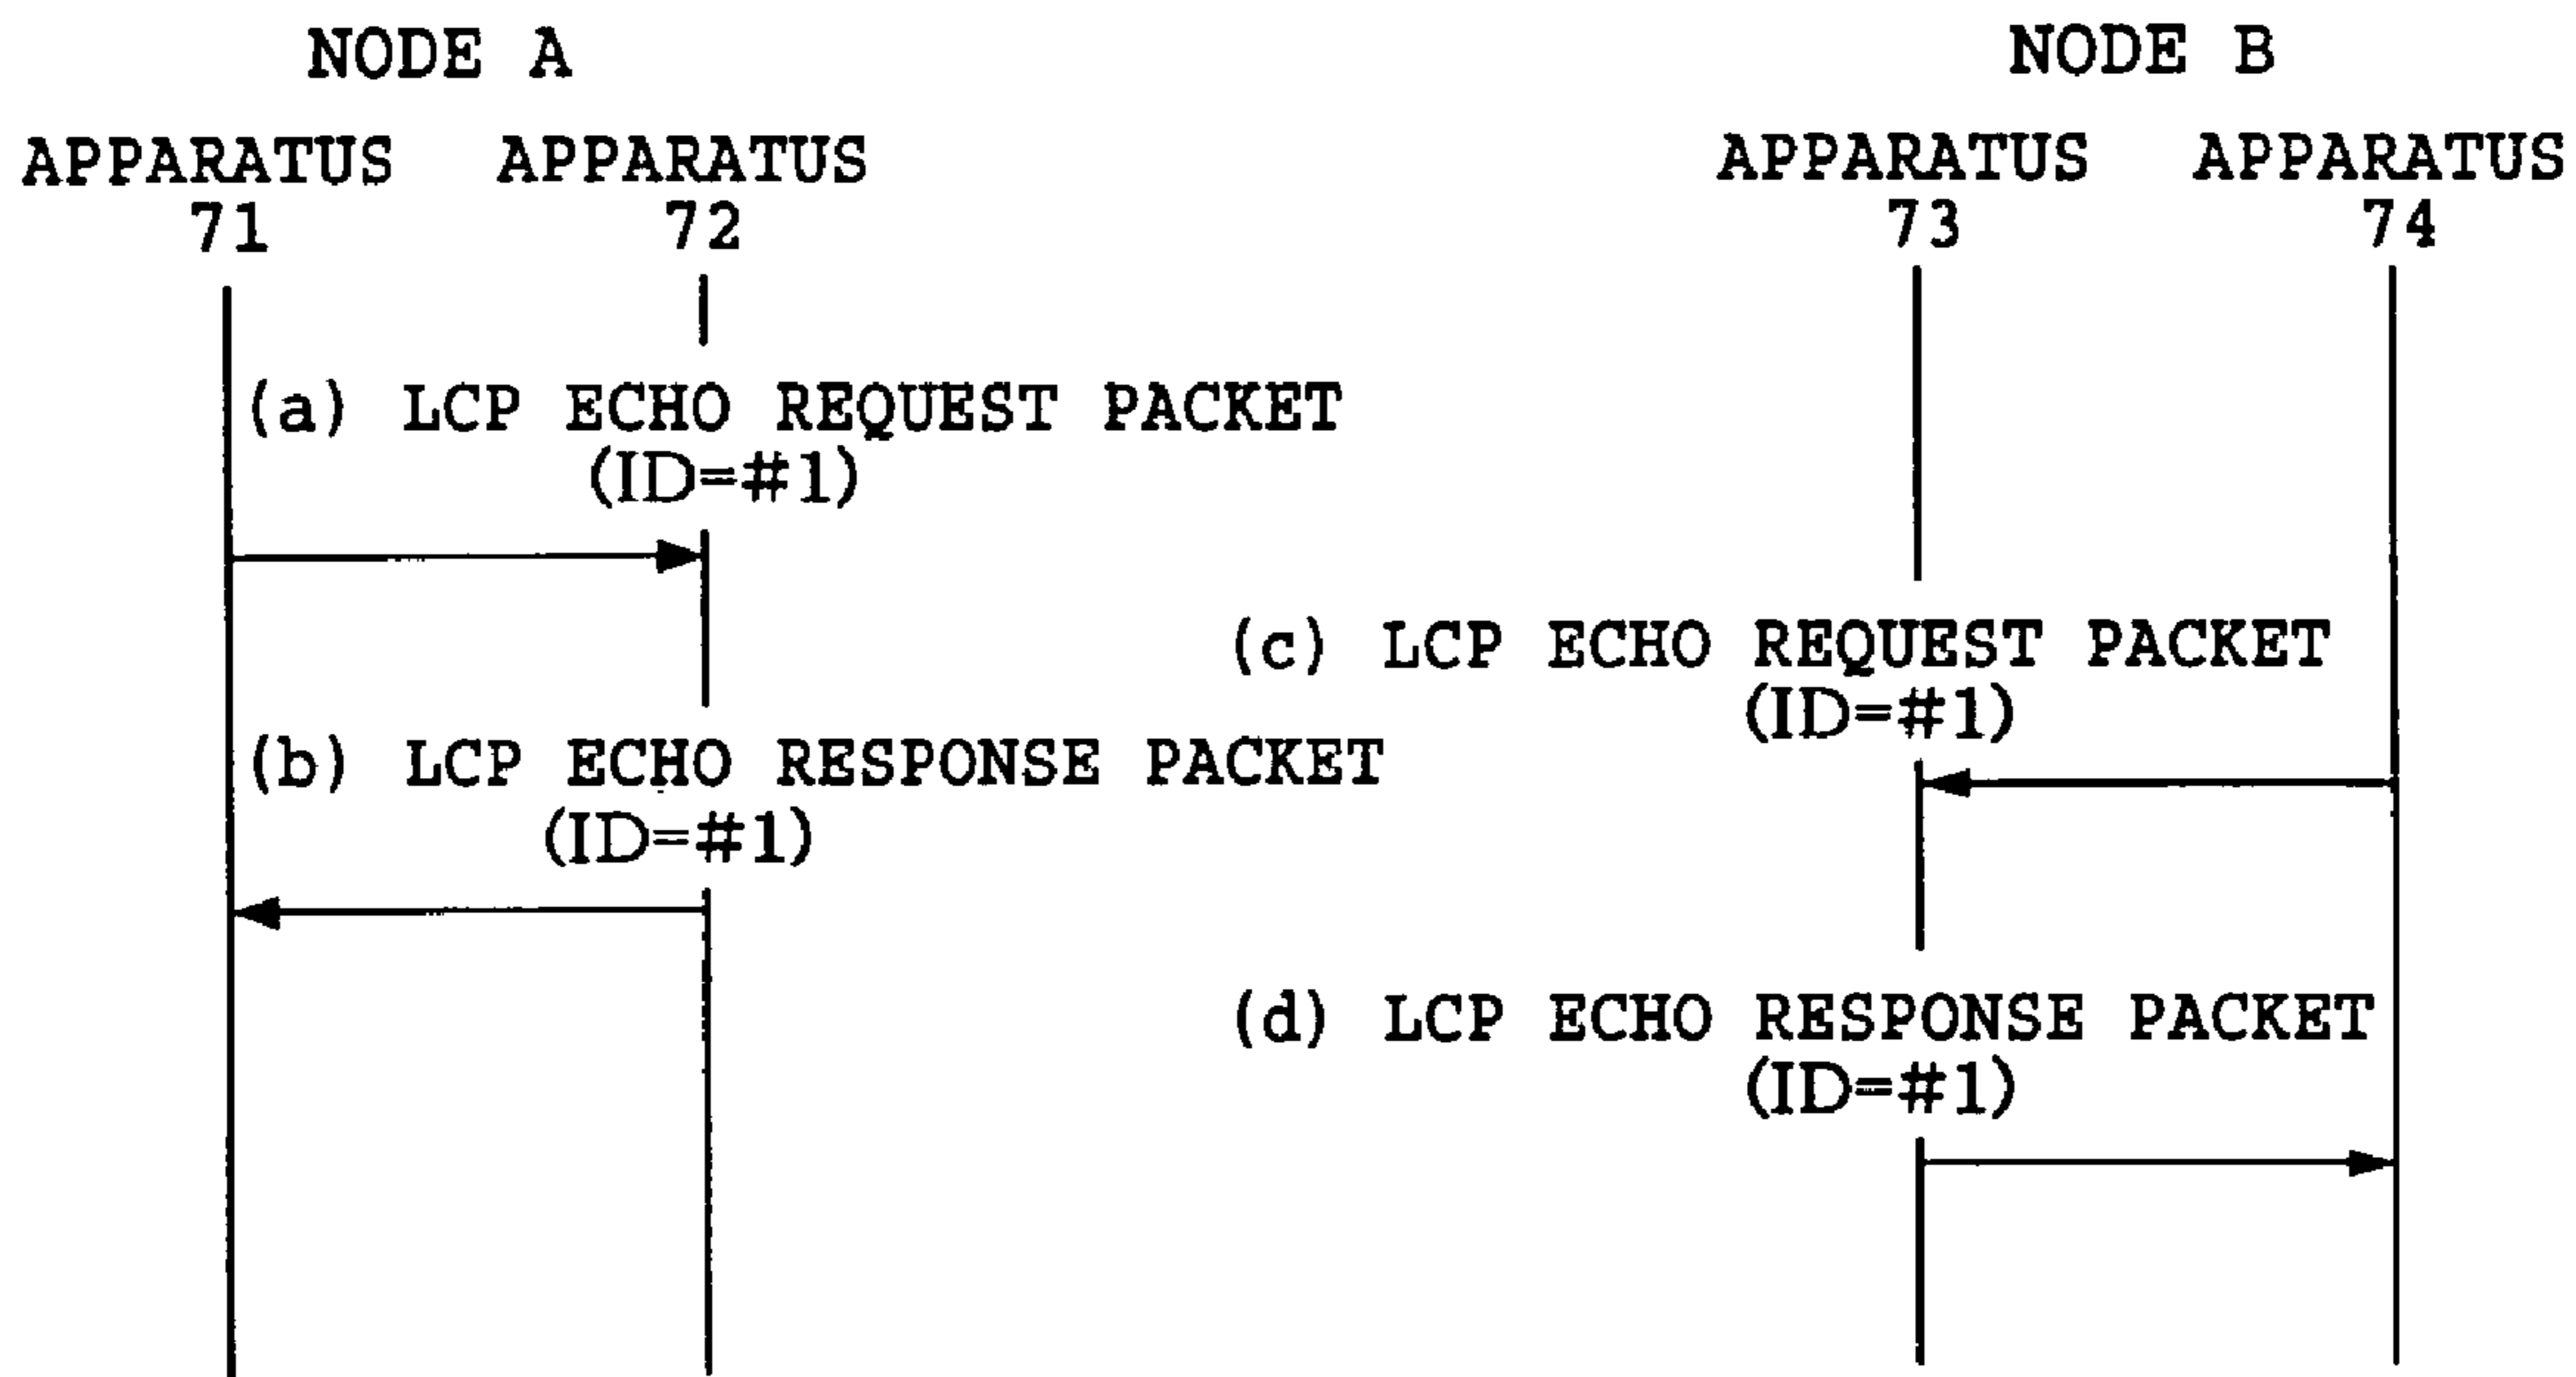 NODE A
NODE B
APPARATUS 71
APPARATUS 72
APPARATUS 73
APPARATUS 74
(a) LCP ECHO REQUEST PACKET
(ID=#1)
(c) LCP ECHO REQUEST PACKET
(ID=#1)
(b) LCP ECHO RESPONSE PACKET
(ID=#1)
(d) LCP ECHO RESPONSE PACKET
(ID=#1)